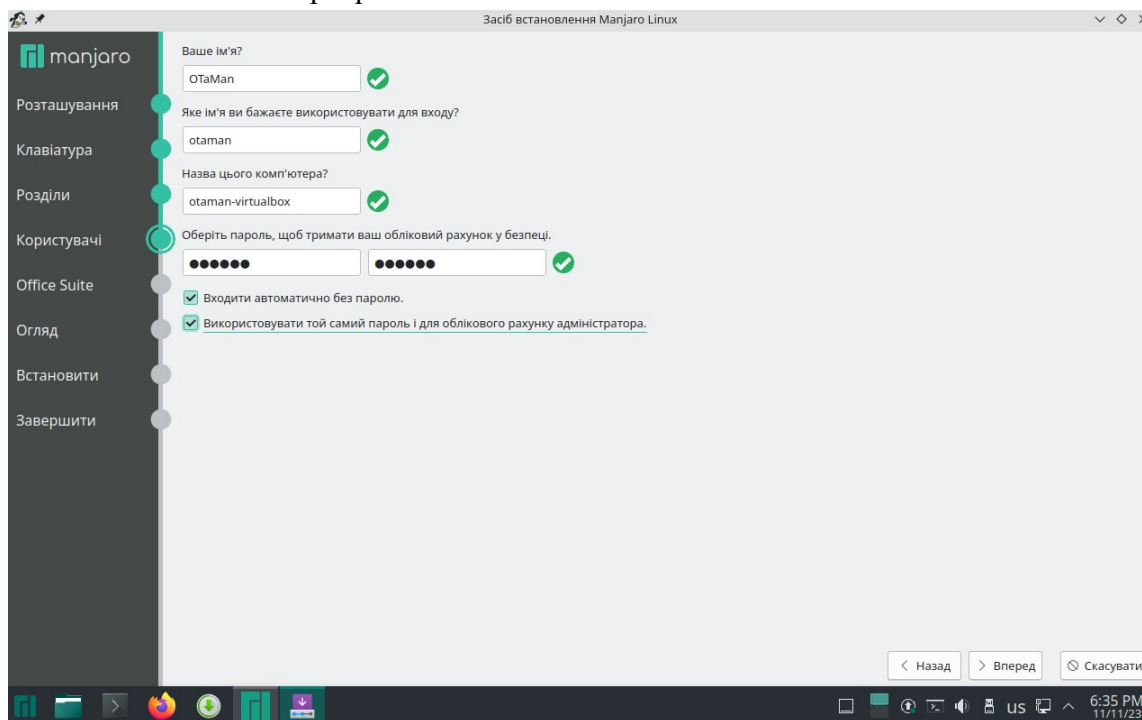 Засіб встановлення Manjaro Linux
manjaro
Розташування
Клавіатура
Розділи
Користувачі
Office Suite
Огляд
Встановити
Завершити
Ваше ім'я?
OTaMan
Яке ім'я ви бажаєте використовувати для входу?
otaman
Назва цього комп'ютера?
otaman-virtualbox
Оберіть пароль, щоб тримати ваш обліковий рахунок у безпеці.
●●●●●● ●●●●●●
Входити автоматично без паролю.
Використовувати той самий пароль і для облікового рахунку адміністратора.
Назад Вперед Скасувати
us 6:35 PM
11/11/23